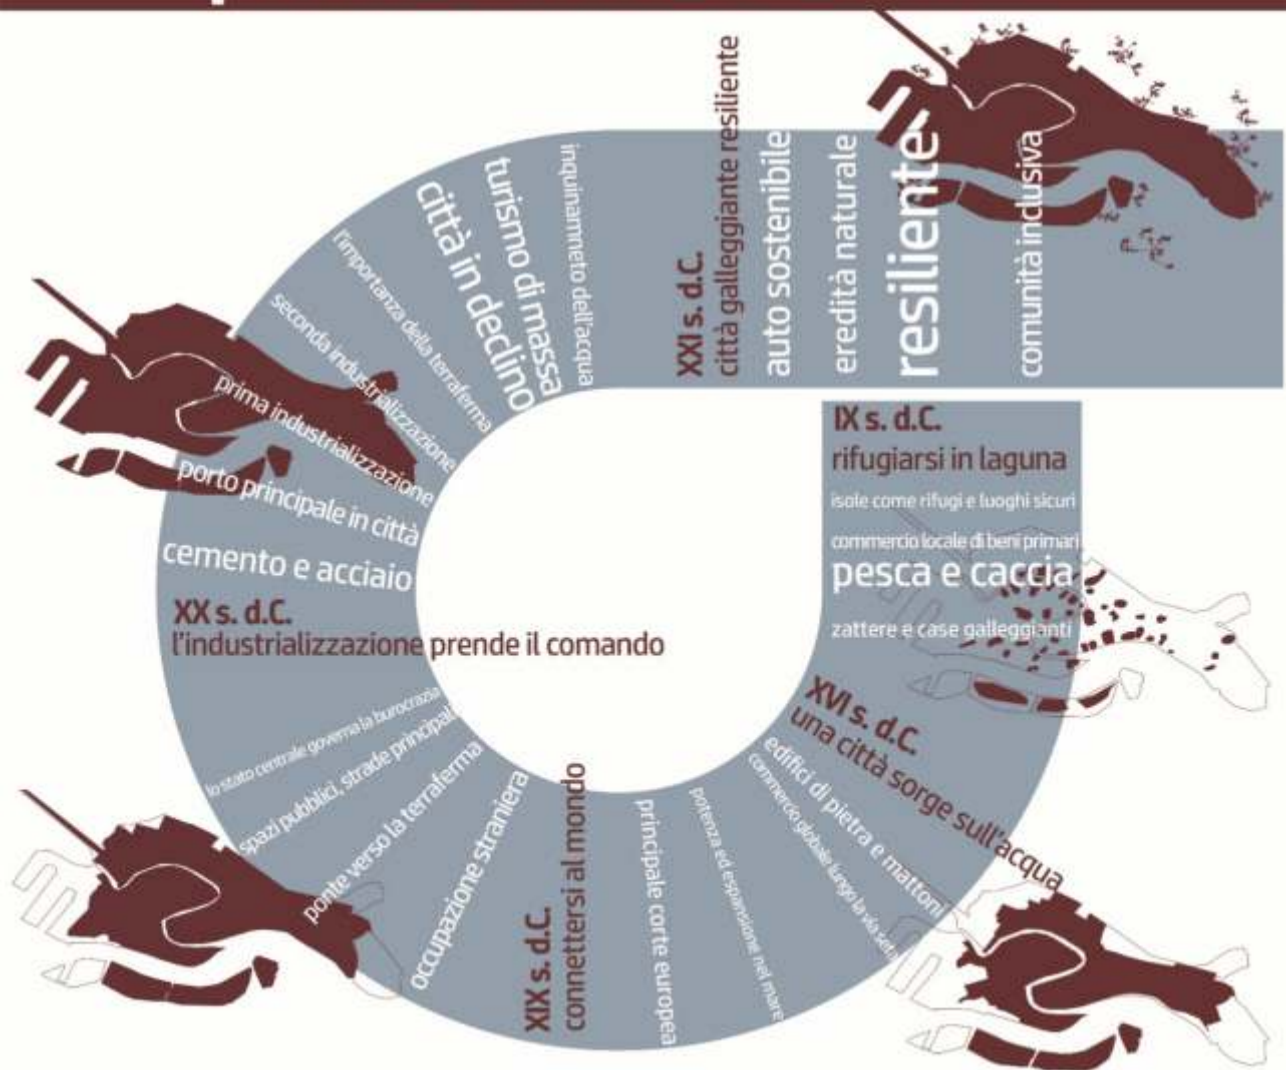 IX s. d.C.
rifugiarsi in laguna
isole come rifugi e luoghi sicuri
commercio locale di beni primari
pesca e caccia
zattere e case galleggianti
XVI s. d.C.
una città sorge sull'acqua
edifici di pietra e mattoni
commercio globale lungo la via seri
potenza ed espansione nel mare
principale corte europea
XIX s. d.C.
connettersi al mondo
occupazione straniera
ponte verso la terraferma
spazi pubblici, strade principali
lo stato centrale governa la burocrazia
XX s. d.C.
l'industrializzazione prende il comando
cemento e acciaio
porto principale in città
prima industrializzazione
seconda industrializzazione
l'importanza della terraferma
città in declino
turismo di massa
inquinammeto dell'acqua
XXI s. d.C.
città galleggiante resiliente
auto sostenibile
eredità naturale
resiliente
comunità inclusiva